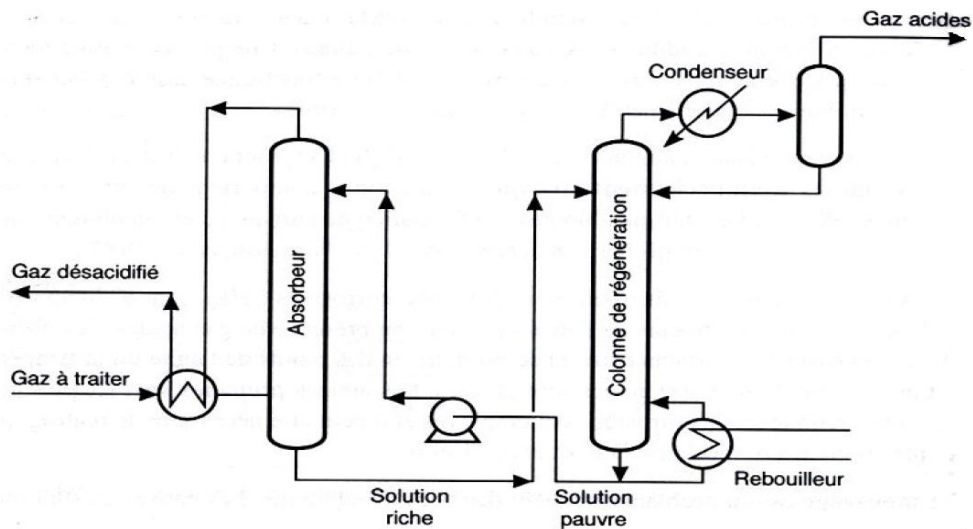 Gaz acides
Condenseur
Absorbeur
Colonne de régénération
Gaz désacidifié
Gaz à traiter
Rebouilleur
Solution
riche
Solution
pauvre